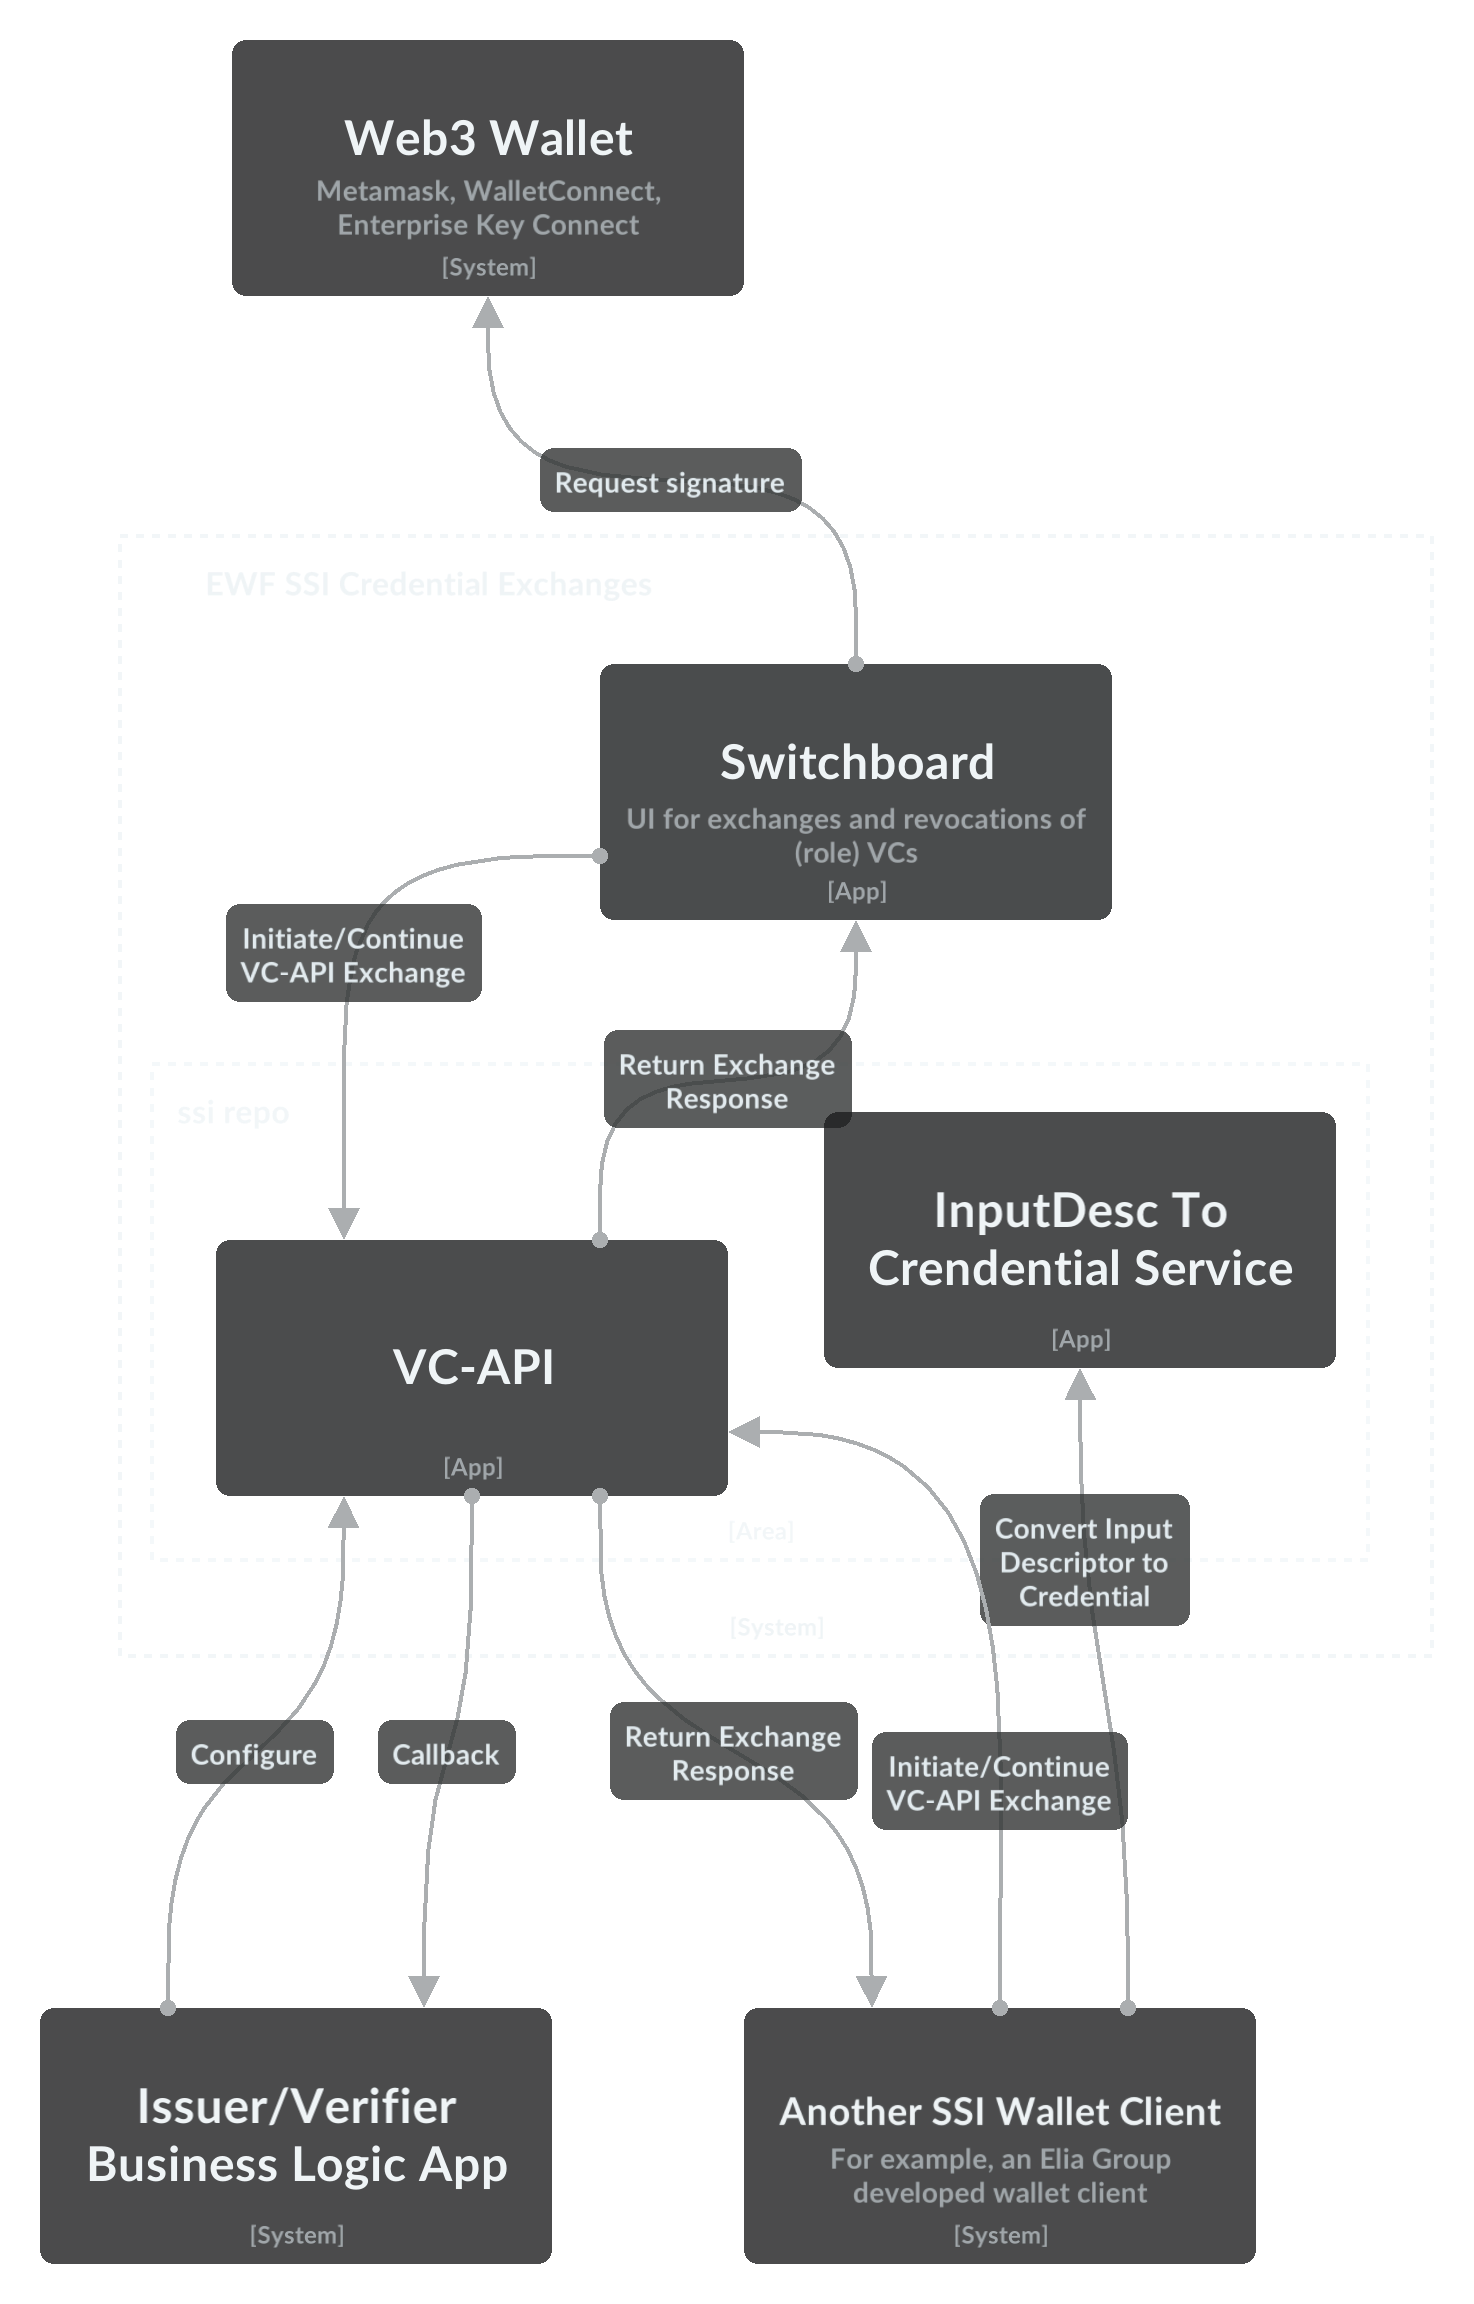 Web3 Wallet
Metamask, WalletConnect,
Enterprise Key Connect
[System]
Request signature
EWF SSI Credential Exchanges
Switchboard
UI for exchanges and revocations of
(role) VCs
[App]
Initiate/Continue
VC-API Exchange
Return Exchange
Response
ssi repo
InputDesc To
Crendential Service
[App]
VC-API
[App]
[Area]
Convert Input
Descriptor to
Credential
[System]
Configure
Callback
Return Exchange
Response
Initiate/Continue
VC-API Exchange
Issuer/Verifier
Business Logic App
[System]
Another SSI Wallet Client
For example, an Elia Group
developed wallet client
[System]